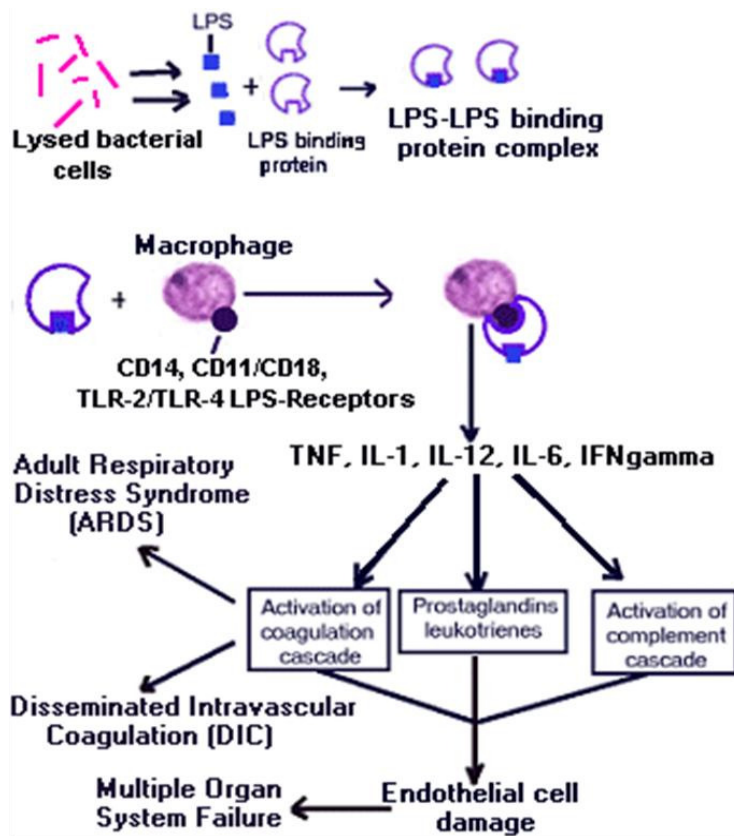 LPS
Lysed bacterial
cells
LPS binding
protein
LPS-LPS binding
protein complex
Macrophage
CD14, CD11/CD18,
TLR-2/TLR-4 LPS-Receptors
TNF, IL-1, IL-12, IL-6, IFNgamma
Adult Respiratory
Distress Syndrome
(ARDS)
Activation of
coagulation
cascade
Prostaglandins
leukotrienes
Activation of
complement
cascade
Disseminated Intravascular
Coagulation (DIC)
Multiple Organ
System Failure
Endothelial cell
damage